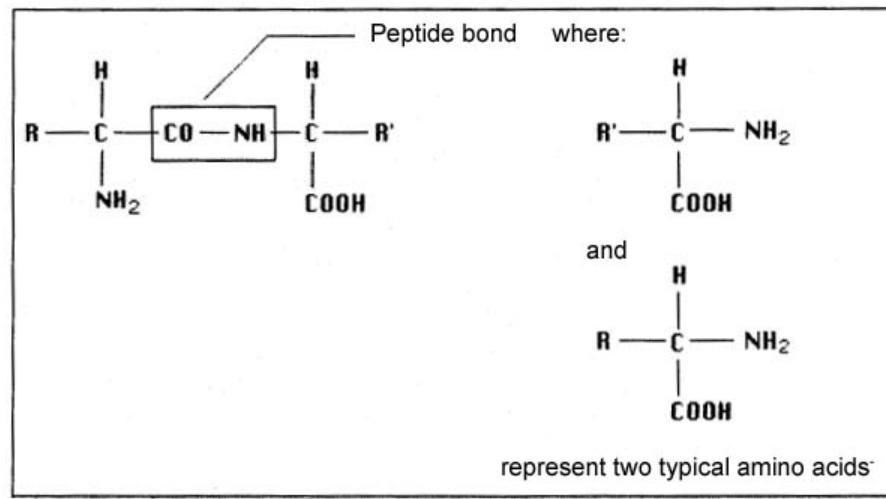 Peptide bond where:
H H
R — C — CO — NH — C — R'
NH₂ COOH
H
R' — C — NH₂
COOH
and
H
R — C — NH₂
COOH
represent two typical amino acids